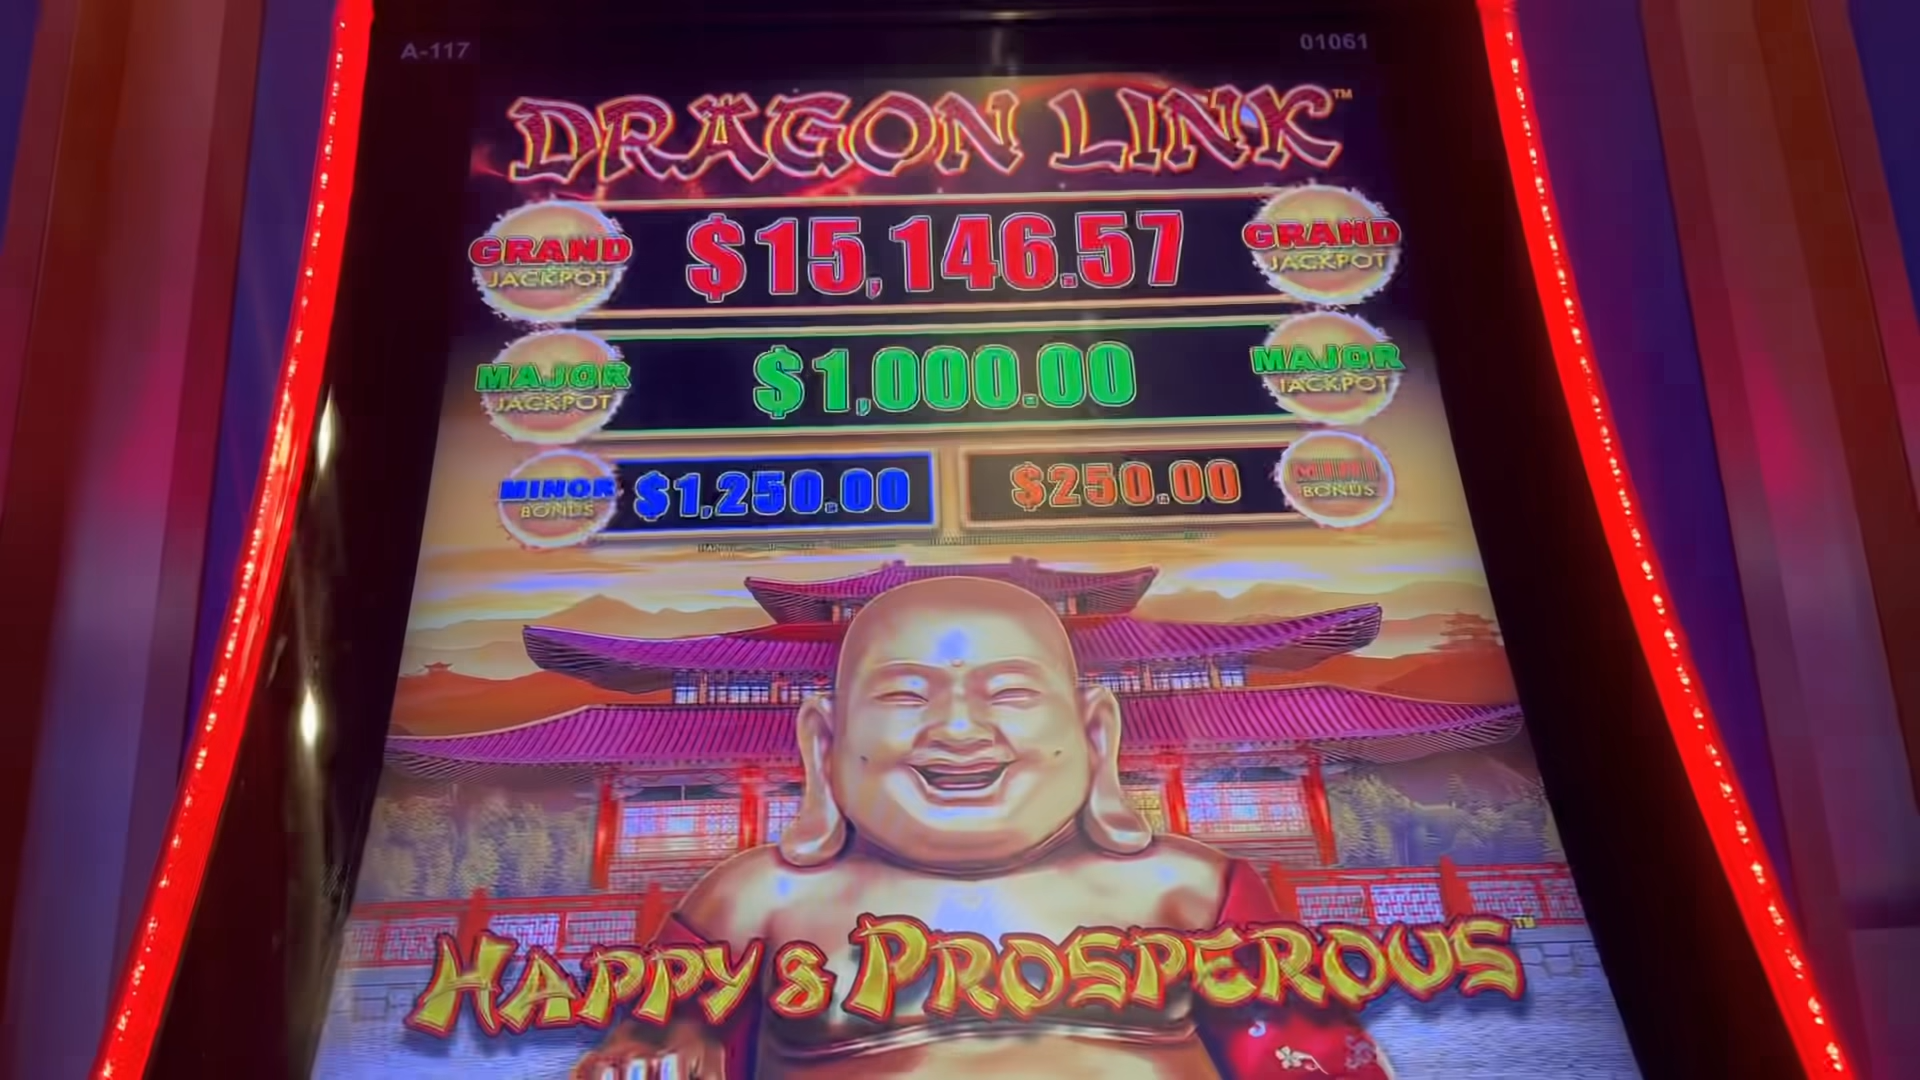 A-117 01061
DRAGON LINK™
GRAND JACKPOT $15,146.57 GRAND JACKPOT
MAJOR JACKPOT $1,000.00 MAJOR JACKPOT
MINOR BONUS $1,250.00 $250.00 MINI BONUS
HAPPY & PROSPEROUS™